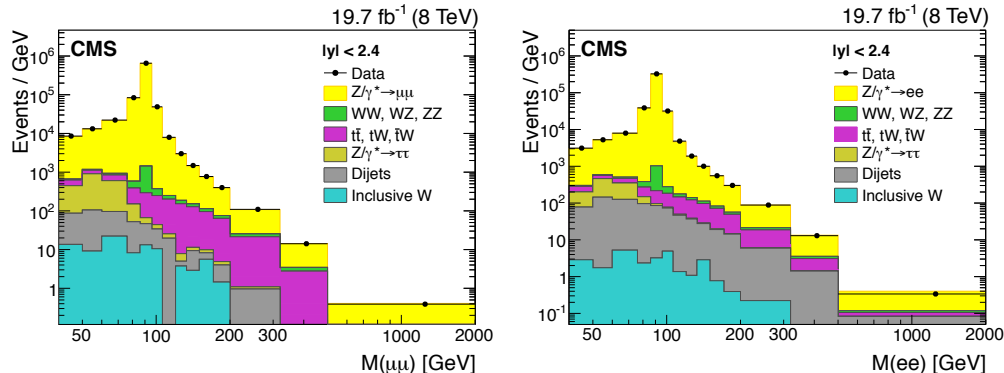 19.7 fb⁻¹ (8 TeV)
CMS
|y| < 2.4
Data
Z/γ*→μμ
WW, WZ, ZZ
tt̄, tW, t̄W
Z/γ*→ττ
Dijets
Inclusive W
Events / GeV
10⁶
10⁵
10⁴
10³
10²
10
1
50 100 200 300 1000 2000
M(μμ) [GeV]
19.7 fb⁻¹ (8 TeV)
CMS
|y| < 2.4
Data
Z/γ*→ee
WW, WZ, ZZ
tt̄, tW, t̄W
Z/γ*→ττ
Dijets
Inclusive W
Events / GeV
10⁶
10⁵
10⁴
10³
10²
10
1
10⁻¹
50 100 200 300 1000 2000
M(ee) [GeV]